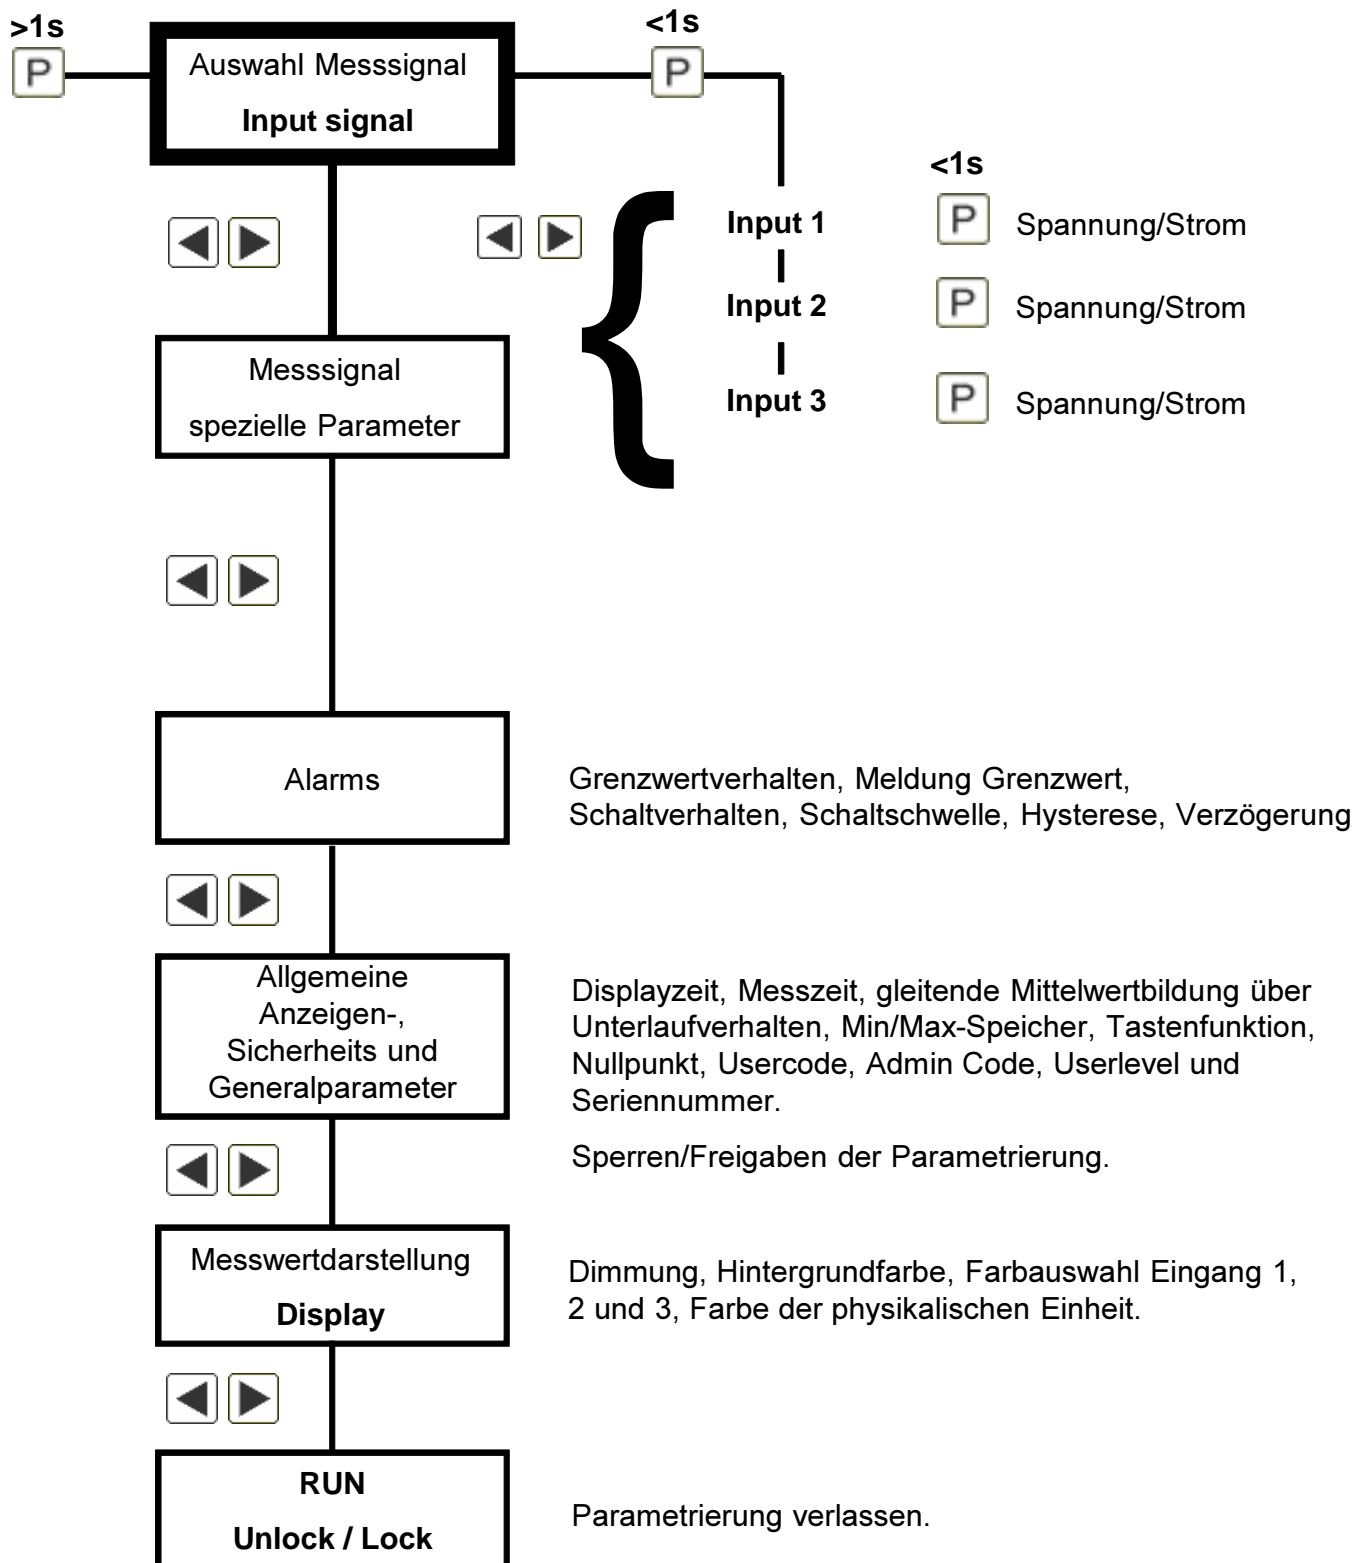 >1s
<1s
P
Auswahl Messsignal
P
Input signal
<1s
Input 1
P
Spannung/Strom
Input 2
P
Spannung/Strom
Messsignal
spezielle Parameter
Input 3
P
Spannung/Strom
Alarms
Grenzwertverhalten, Meldung Grenzwert,
Schaltverhalten, Schaltschwelle, Hysterese, Verzögerung
Allgemeine
Anzeigen-,
Sicherheits und
Generalparameter
Displayzeit, Messzeit, gleitende Mittelwertbildung über
Unterlaufverhalten, Min/Max-Speicher, Tastenfunktion,
Nullpunkt, Usercode, Admin Code, Userlevel und
Seriennummer.
Sperren/Freigaben der Parametrierung.
Messwertdarstellung
Display
Dimmung, Hintergrundfarbe, Farbauswahl Eingang 1,
2 und 3, Farbe der physikalischen Einheit.
RUN
Unlock / Lock
Parametrierung verlassen.